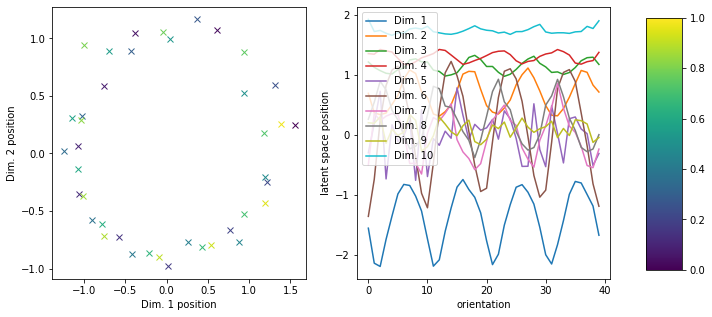 Dim. 2 position
1.0
0.5
0.0
−0.5
−1.0
−1.0
−0.5
0.0
0.5
1.0
1.5
Dim. 1 position
latent space position
2
1
0
−1
−2
Dim. 1
Dim. 2
Dim. 3
Dim. 4
Dim. 5
Dim. 6
Dim. 7
Dim. 8
Dim. 9
Dim. 10
0
10
20
30
40
orientation
1.0
0.8
0.6
0.4
0.2
0.0